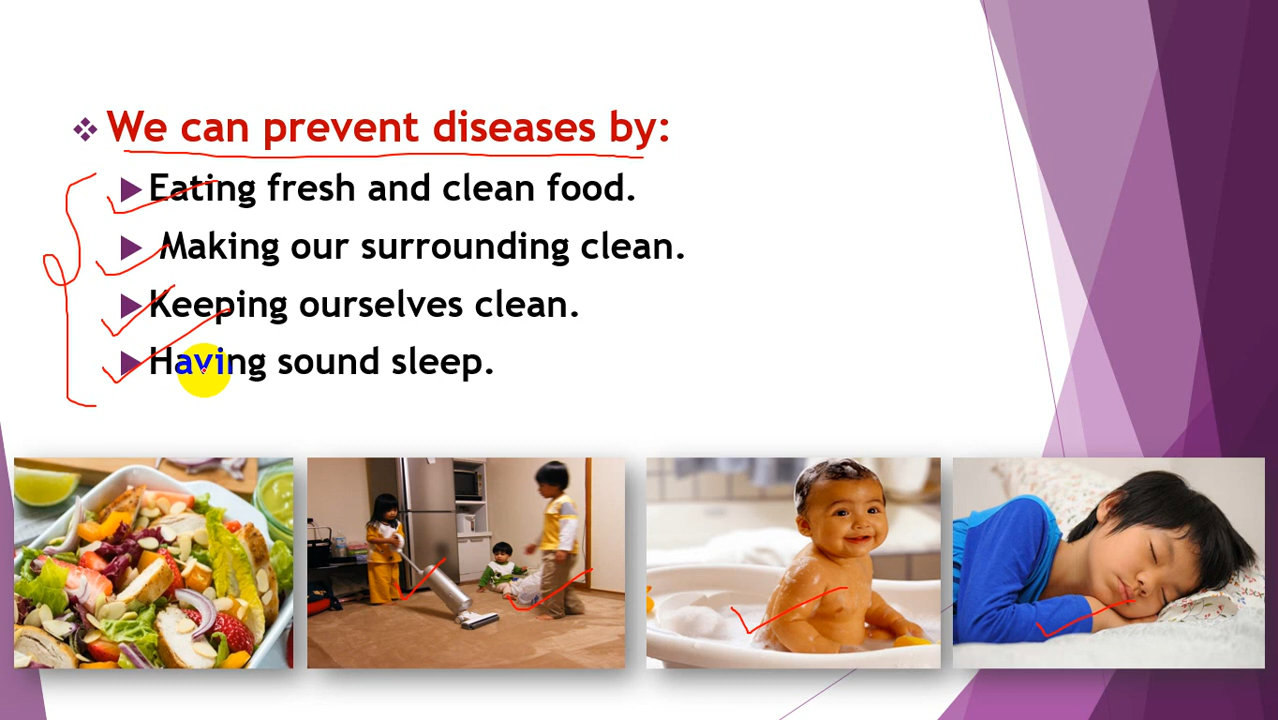 We can prevent diseases by:
Eating fresh and clean food.
Making our surrounding clean.
Keeping ourselves clean.
Having sound sleep.